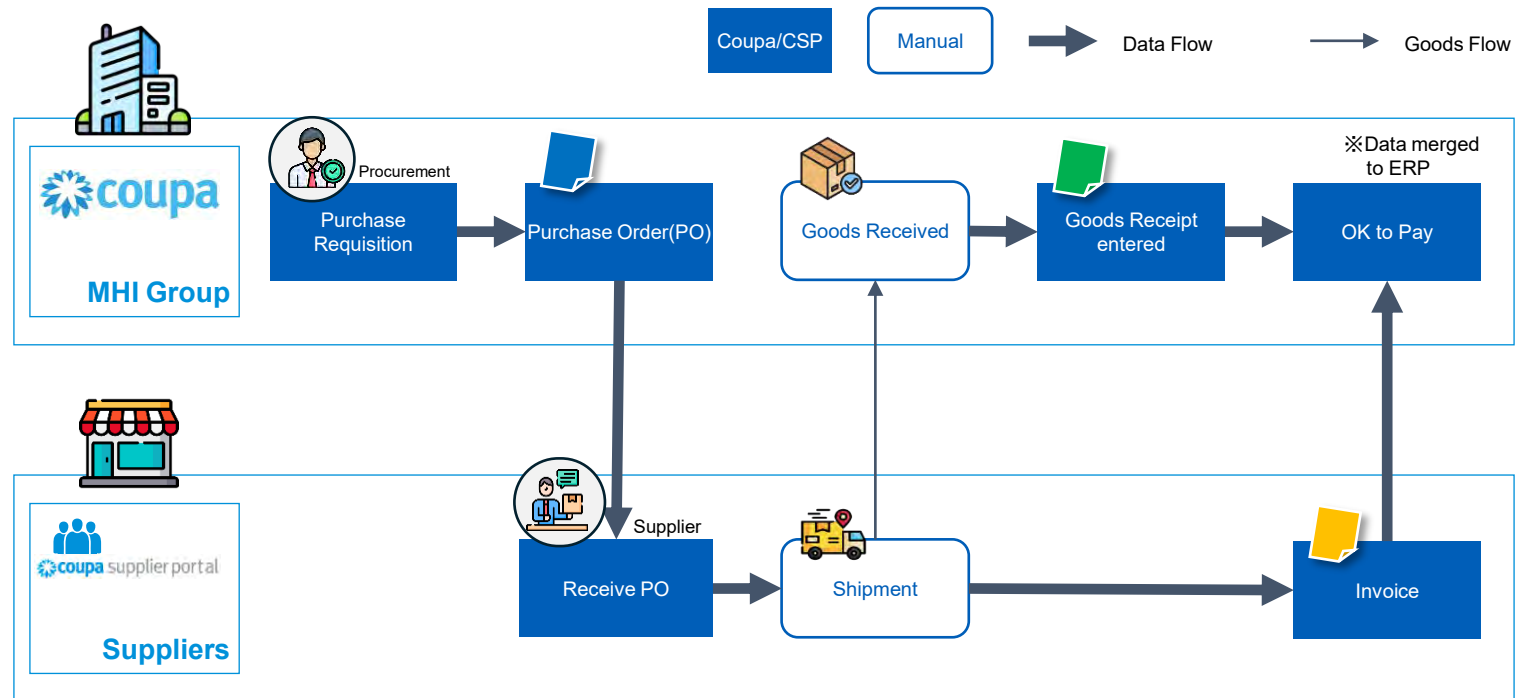 Coupa/CSP
Manual
Data Flow
Goods Flow
coupa
MHI Group
Procurement
Purchase
Requisition
Purchase Order(PO)
Goods Received
Goods Receipt
entered
※Data merged
to ERP
OK to Pay
coupa supplier portal
Suppliers
Supplier
Receive PO
Shipment
Invoice